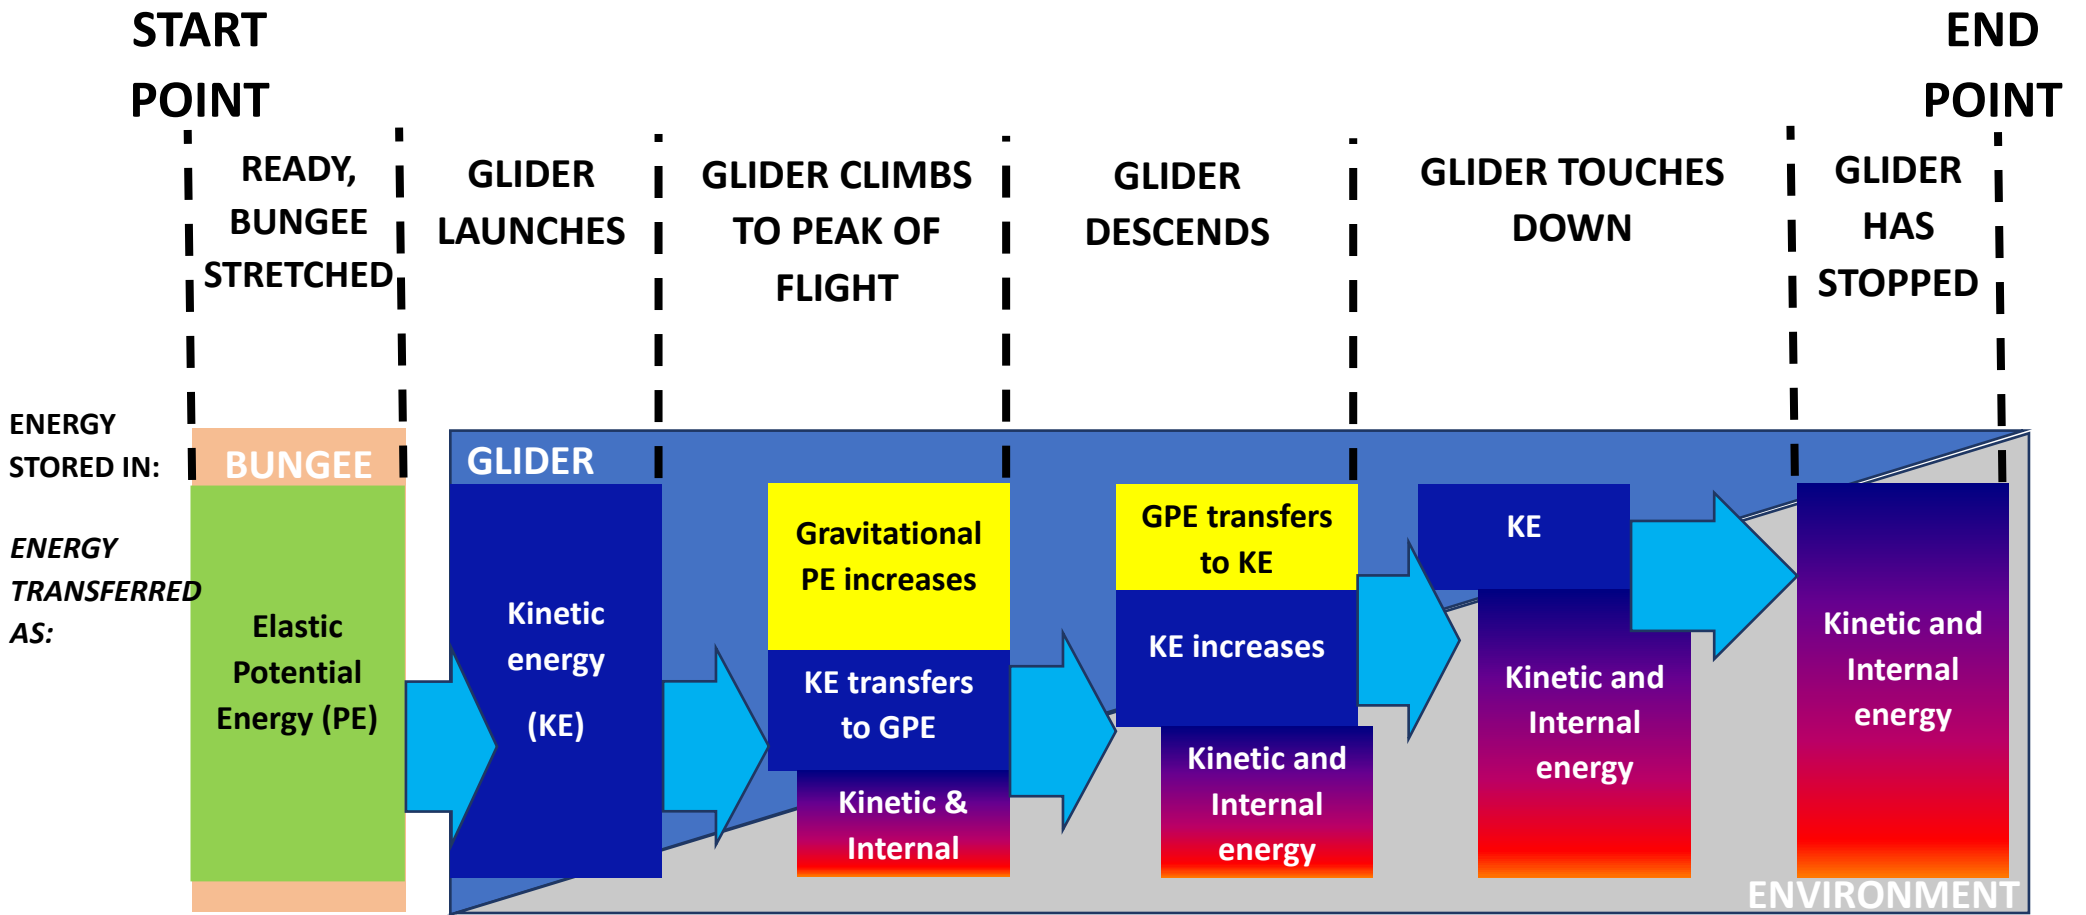 START
POINT
END
POINT
READY,
BUNGEE
STRETCHED
GLIDER
LAUNCHES
GLIDER CLIMBS
TO PEAK OF
FLIGHT
GLIDER
DESCENDS
GLIDER TOUCHES
DOWN
GLIDER
HAS
STOPPED
ENERGY
STORED IN:
BUNGEE
GLIDER
ENERGY
TRANSFERRED
AS:
Elastic
Potential
Energy (PE)
Kinetic
energy
(KE)
Gravitational
PE increases
KE transfers
to GPE
Kinetic &
Internal
GPE transfers
to KE
KE increases
Kinetic and
Internal
energy
KE
Kinetic and
Internal
energy
Kinetic and
Internal
energy
ENVIRONMENT